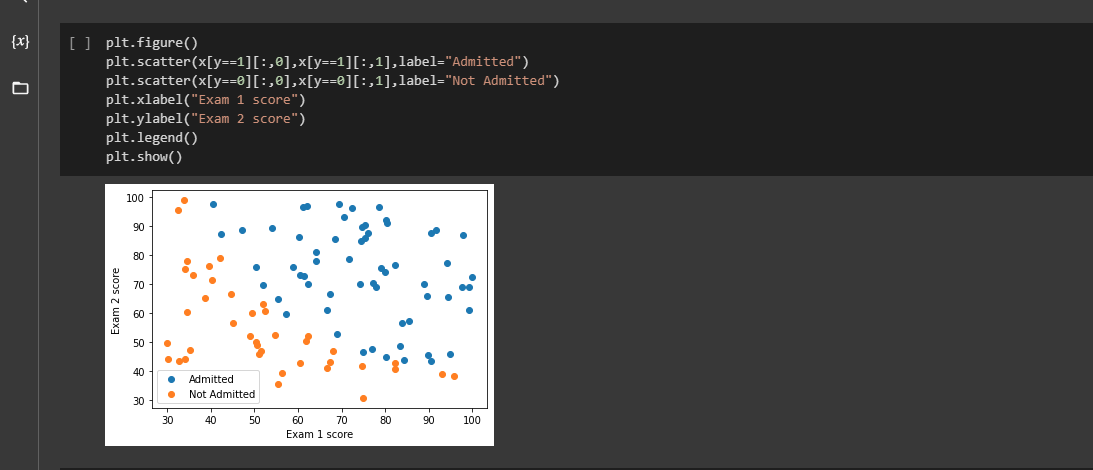 {x}
[ ] plt.figure()
plt.scatter(x[y==1][:,0],x[y==1][:,1],label="Admitted")
plt.scatter(x[y==0][:,0],x[y==0][:,1],label="Not Admitted")
plt.xlabel("Exam 1 score")
plt.ylabel("Exam 2 score")
plt.legend()
plt.show()
100
90
80
70
60
50
40
30
Exam 2 score
Admitted
Not Admitted
30 40 50 60 70 80 90 100
Exam 1 score